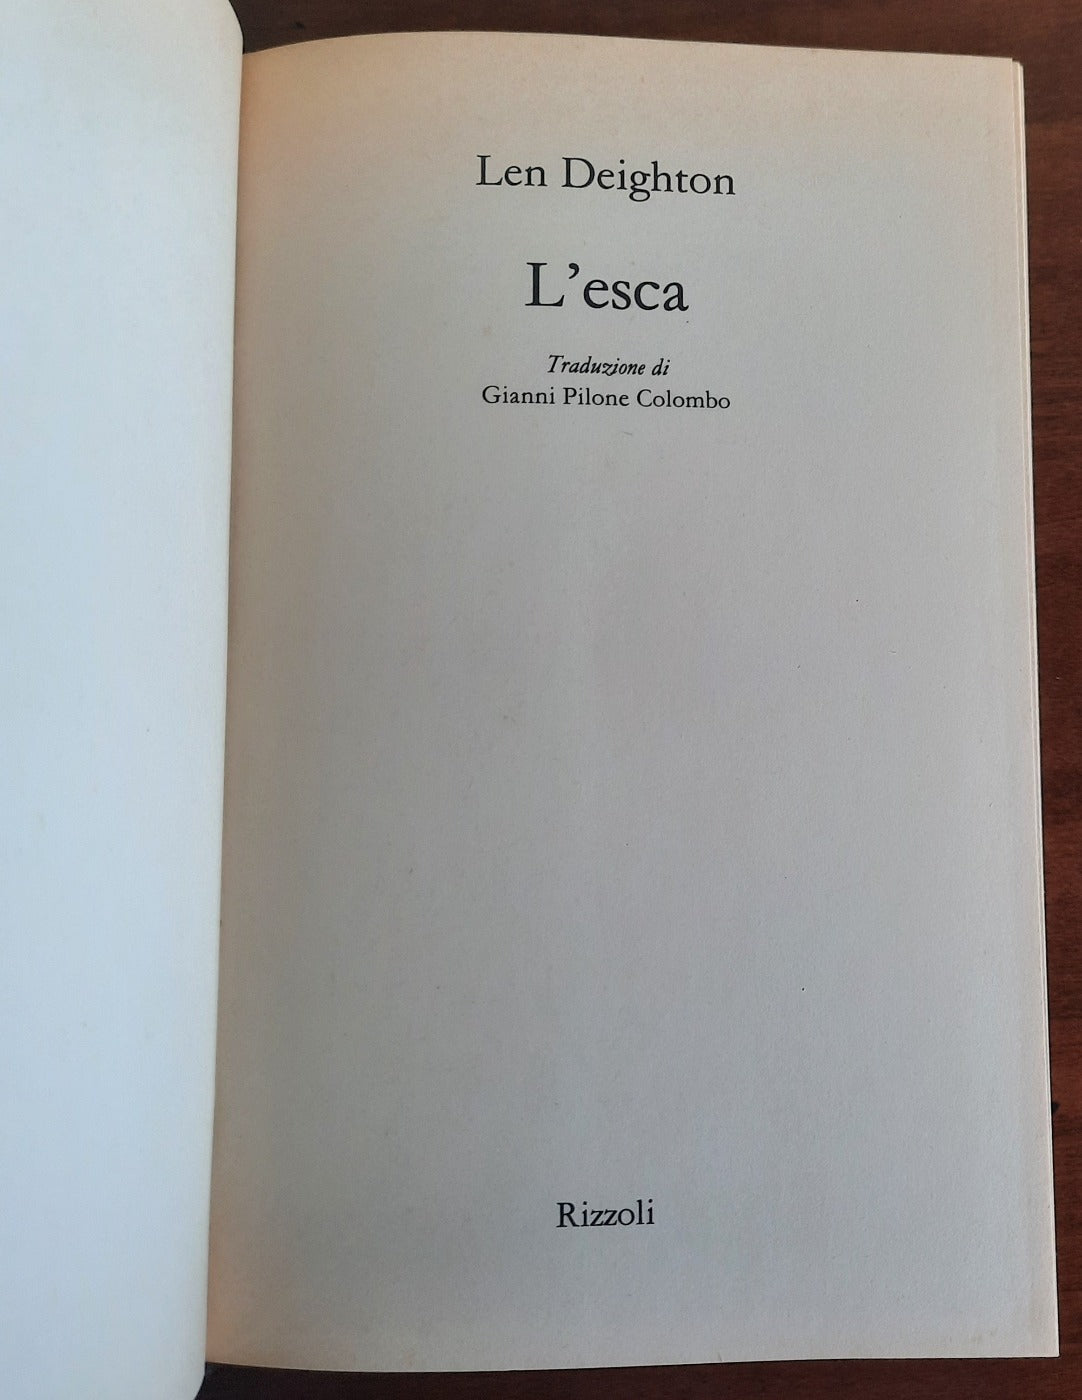 Len Deighton
L'esca
Traduzione di
Gianni Pilone Colombo
Rizzoli